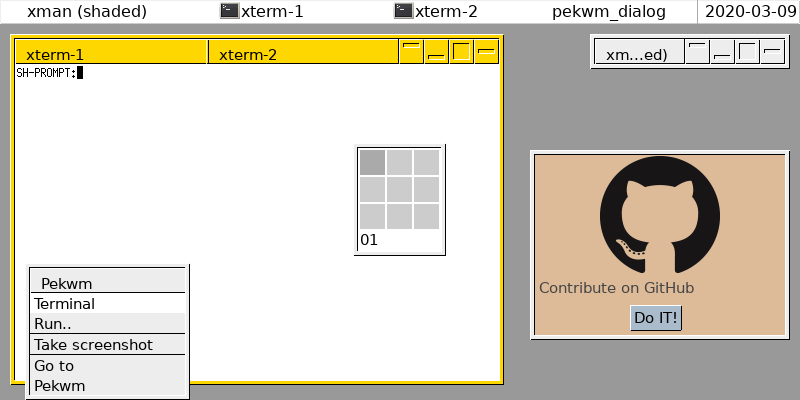 xman (shaded) xterm-1 xterm-2 pekwm_dialog 2020-03-09
xterm-1 xterm-2
xm...ed)
SH-PROMPT:
01
Pekwm
Terminal
Run..
Take screenshot
Go to
Pekwm
Contribute on GitHub
Do IT!